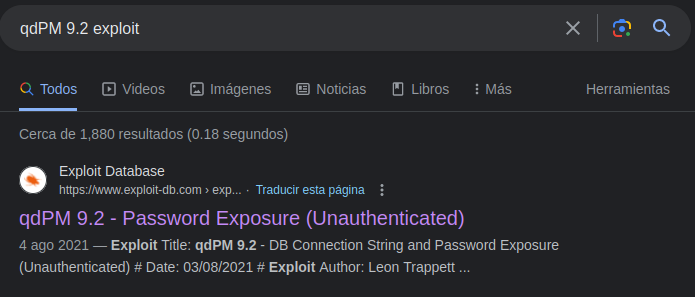 qdPM 9.2 exploit
Todos Videos Imágenes Noticias Libros Más Herramientas
Cerca de 1,880 resultados (0.18 segundos)
Exploit Database
https://www.exploit-db.com › exp... · Traducir esta página
qdPM 9.2 - Password Exposure (Unauthenticated)
4 ago 2021 — Exploit Title: qdPM 9.2 - DB Connection String and Password Exposure
(Unauthenticated) # Date: 03/08/2021 # Exploit Author: Leon Trappett ...